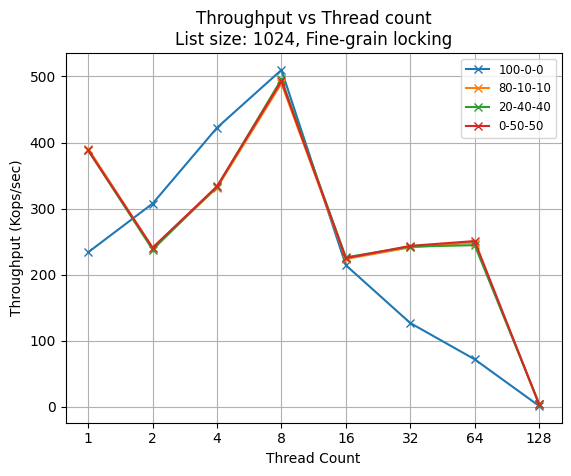 Throughput vs Thread count
List size: 1024, Fine-grain locking
Throughput (Kops/sec)
500
400
300
200
100
0
100-0-0
80-10-10
20-40-40
0-50-50
1 2 4 8 16 32 64 128
Thread Count